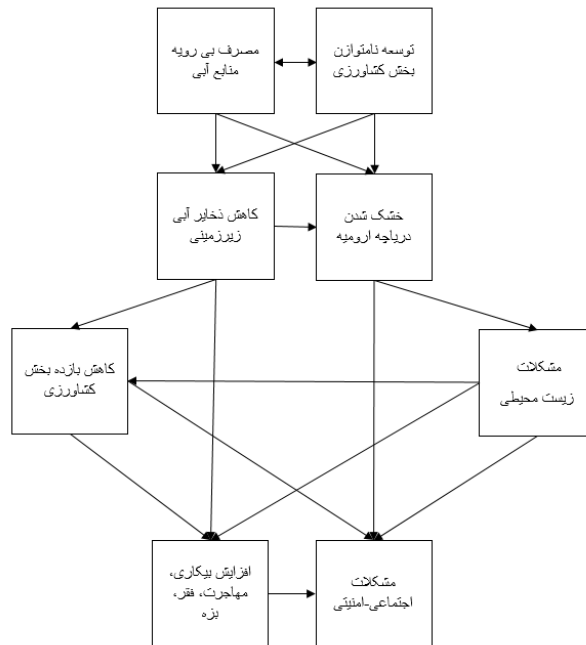 توسعه نامتوازن
بخش کشاورزی
مصرف بی رویه
منابع آبی
خشک شدن
دریاچه ارومیه
کاهش ذخایر آبی
زیرزمینی
مشکلات
زیست محیطی
کاهش بازده بخش
کشاورزی
مشکلات
اجتماعی-امنیتی
افزایش بیکاری،
مهاجرت، فقر،
بزه